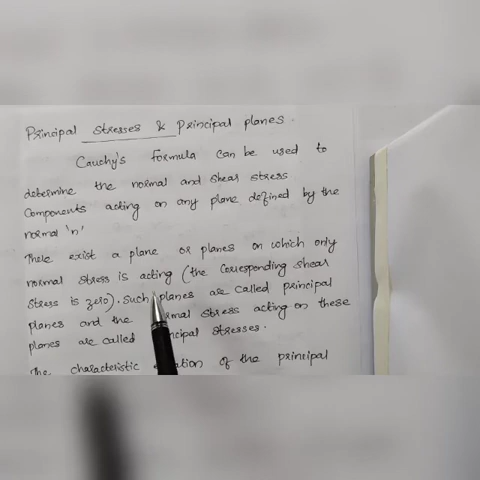 Principal stresses & Principal planes.
Cauchy's formula can be used to
determine the normal and shear stress
components acting on any plane defined by the
normal 'n'
There exist a plane or planes on which only
normal stress is acting (the corresponding shear
stress is zero). Such planes are called principal
planes and the rmal stress acting on these
planes are called cipal stresses.
The characteristic ation of the principal